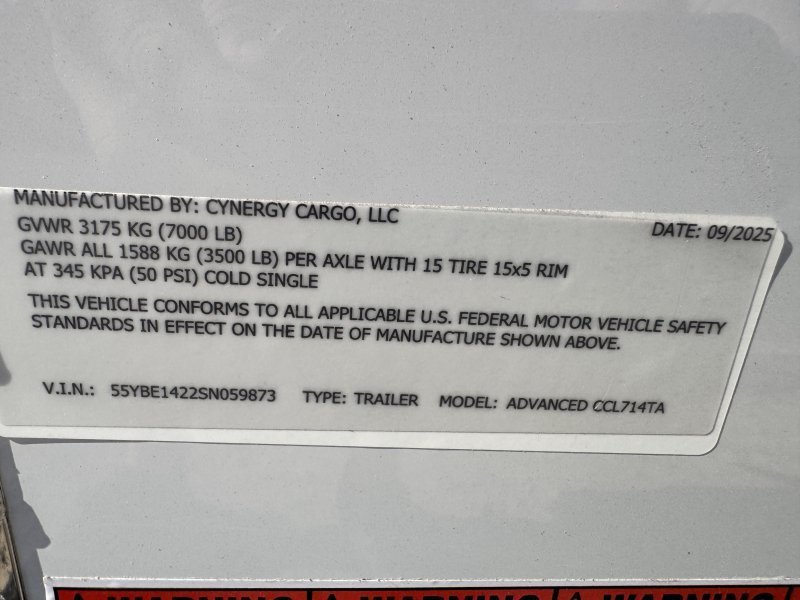 MANUFACTURED BY: CYNERGY CARGO, LLC
DATE: 09/2025
GVWR 3175 KG (7000 LB)
GAWR ALL 1588 KG (3500 LB) PER AXLE WITH 15 TIRE 15x5 RIM
AT 345 KPA (50 PSI) COLD SINGLE
THIS VEHICLE CONFORMS TO ALL APPLICABLE U.S. FEDERAL MOTOR VEHICLE SAFETY
STANDARDS IN EFFECT ON THE DATE OF MANUFACTURE SHOWN ABOVE.
V.I.N.: 55YBE1422SN059873 TYPE: TRAILER MODEL: ADVANCED CCL714TA
WARNING WARNING WARNING